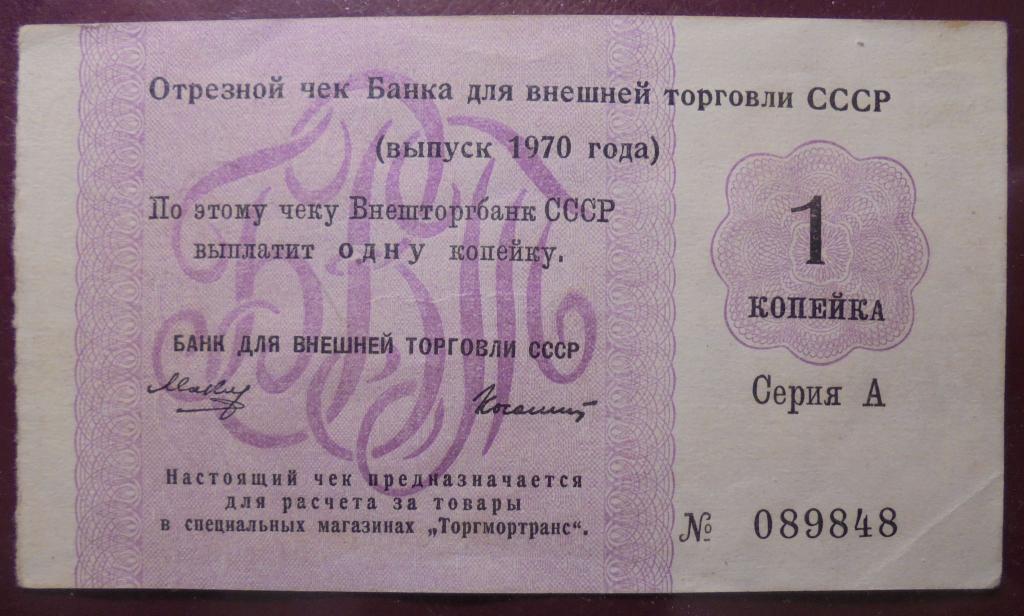 Отрезной чек Банка для внешней торговли СССР
(выпуск 1970 года)
По этому чеку Внешторгбанк СССР
выплатит одну копейку.
БАНК ДЛЯ ВНЕШНЕЙ ТОРГОВЛИ СССР
Настоящий чек предназначается
для расчета за товары
в специальных магазинах „Торгмортранс“.
1
КОПЕЙКА
Серия А
№ 089848
БВТ